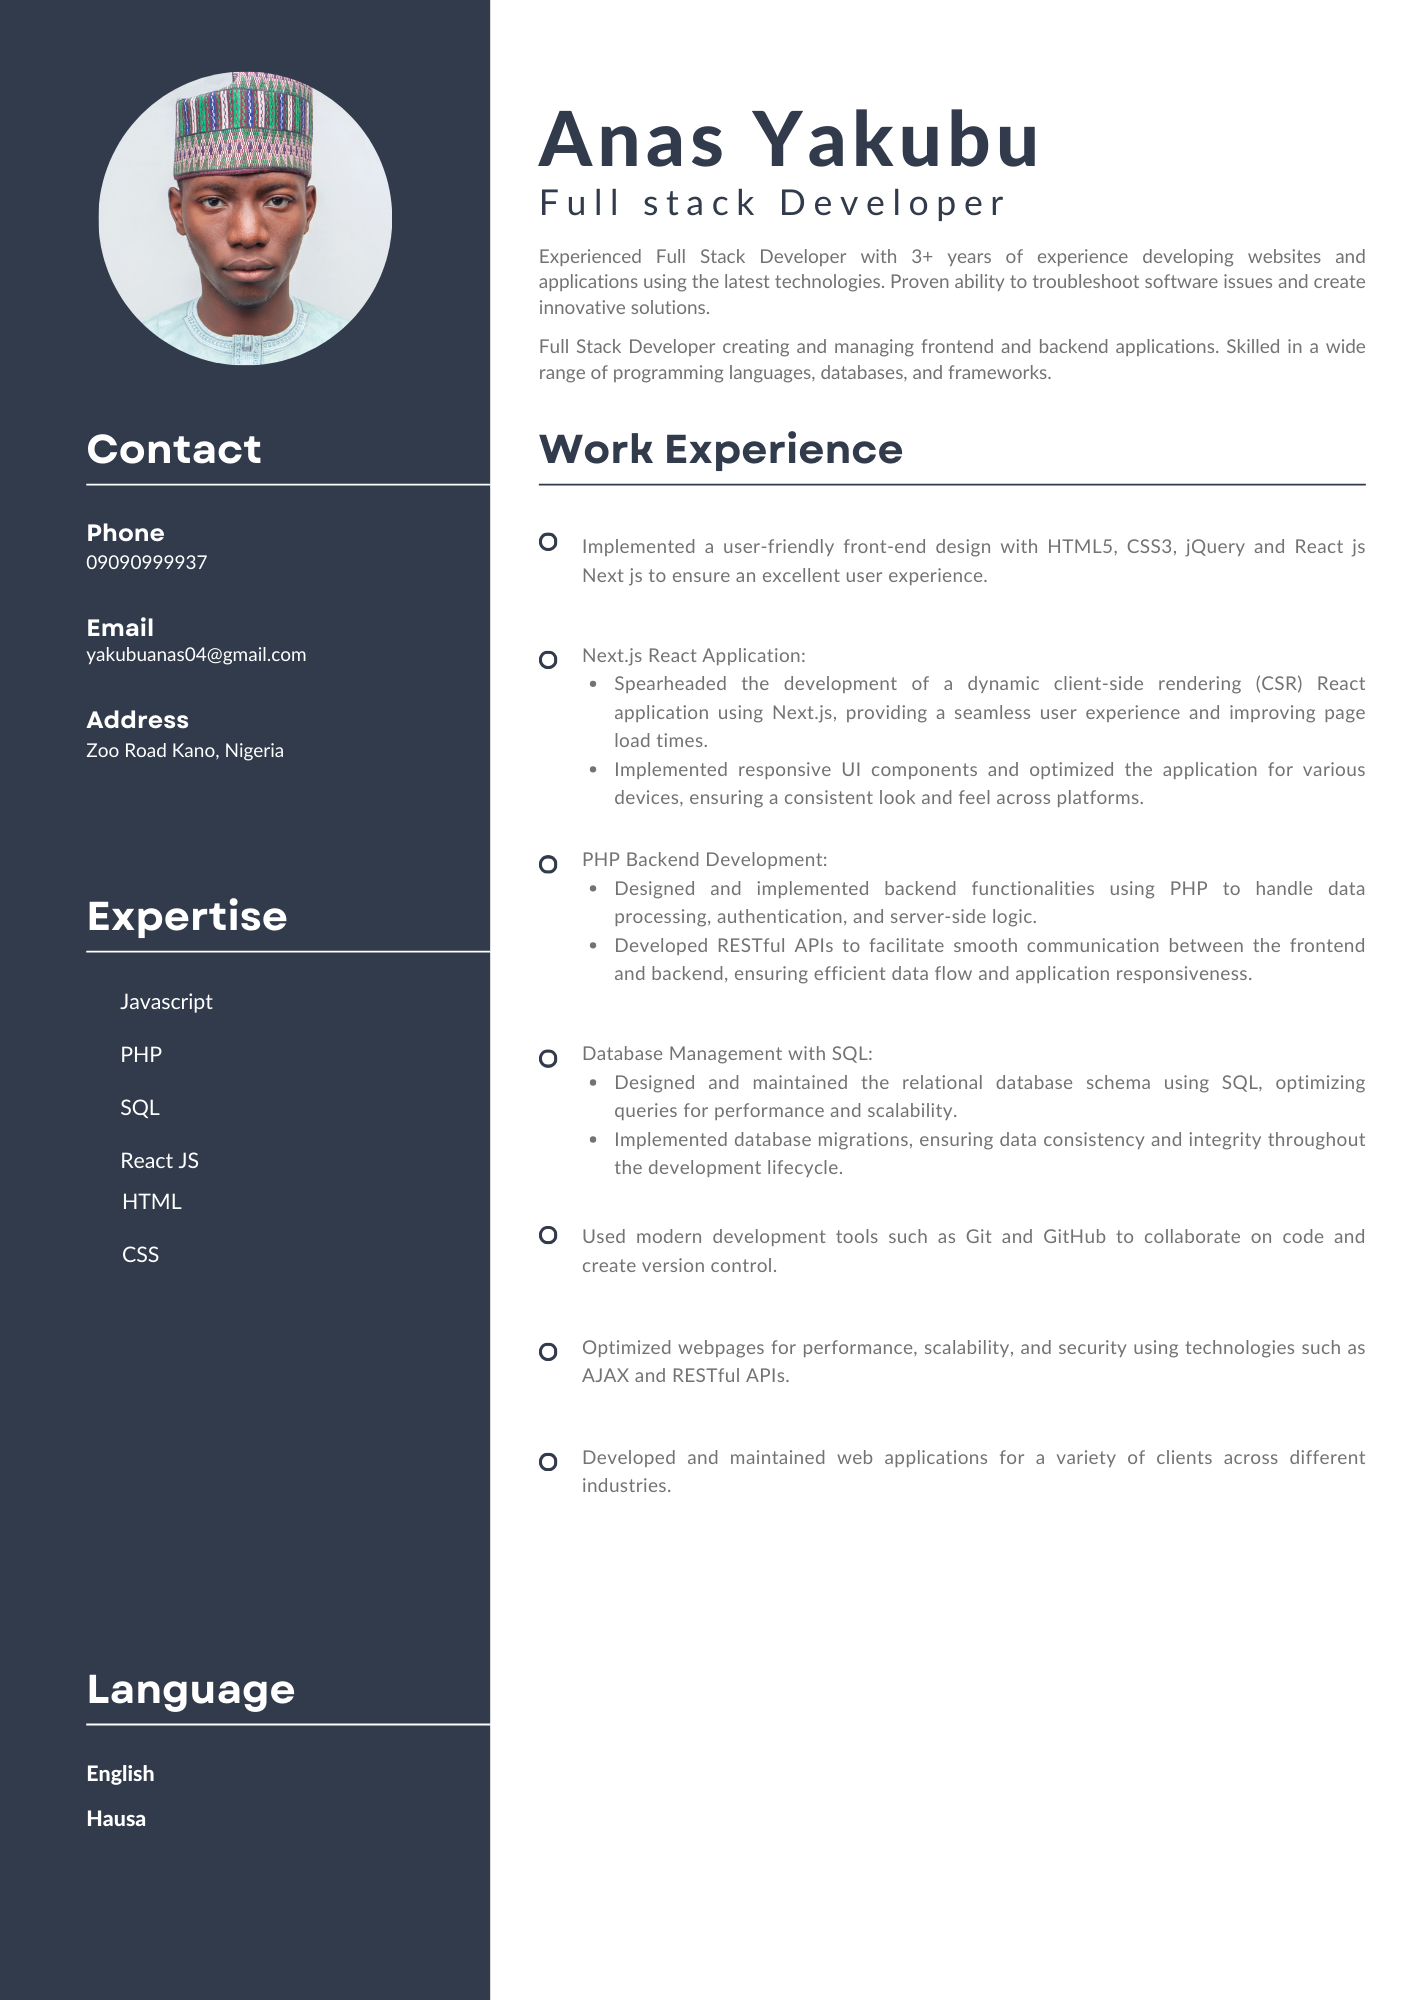 Anas Yakubu
Full stack Developer
Experienced Full Stack Developer with 3+ years of experience developing websites and
applications using the latest technologies. Proven ability to troubleshoot software issues and create
innovative solutions.
Full Stack Developer creating and managing frontend and backend applications. Skilled in a wide
range of programming languages, databases, and frameworks.
Contact
Phone
09090999937
Email
yakubuanas04@gmail.com
Address
Zoo Road Kano, Nigeria
Expertise
Javascript
PHP
SQL
React JS
HTML
CSS
Language
English
Hausa
Work Experience
Implemented a user-friendly front-end design with HTML5, CSS3, jQuery and React js
Next js to ensure an excellent user experience.
Next.js React Application:
• Spearheaded the development of a dynamic client-side rendering (CSR) React
application using Next.js, providing a seamless user experience and improving page
load times.
• Implemented responsive UI components and optimized the application for various
devices, ensuring a consistent look and feel across platforms.
PHP Backend Development:
• Designed and implemented backend functionalities using PHP to handle data
processing, authentication, and server-side logic.
• Developed RESTful APIs to facilitate smooth communication between the frontend
and backend, ensuring efficient data flow and application responsiveness.
Database Management with SQL:
• Designed and maintained the relational database schema using SQL, optimizing
queries for performance and scalability.
• Implemented database migrations, ensuring data consistency and integrity throughout
the development lifecycle.
Used modern development tools such as Git and GitHub to collaborate on code and
create version control.
Optimized webpages for performance, scalability, and security using technologies such as
AJAX and RESTful APIs.
Developed and maintained web applications for a variety of clients across different
industries.